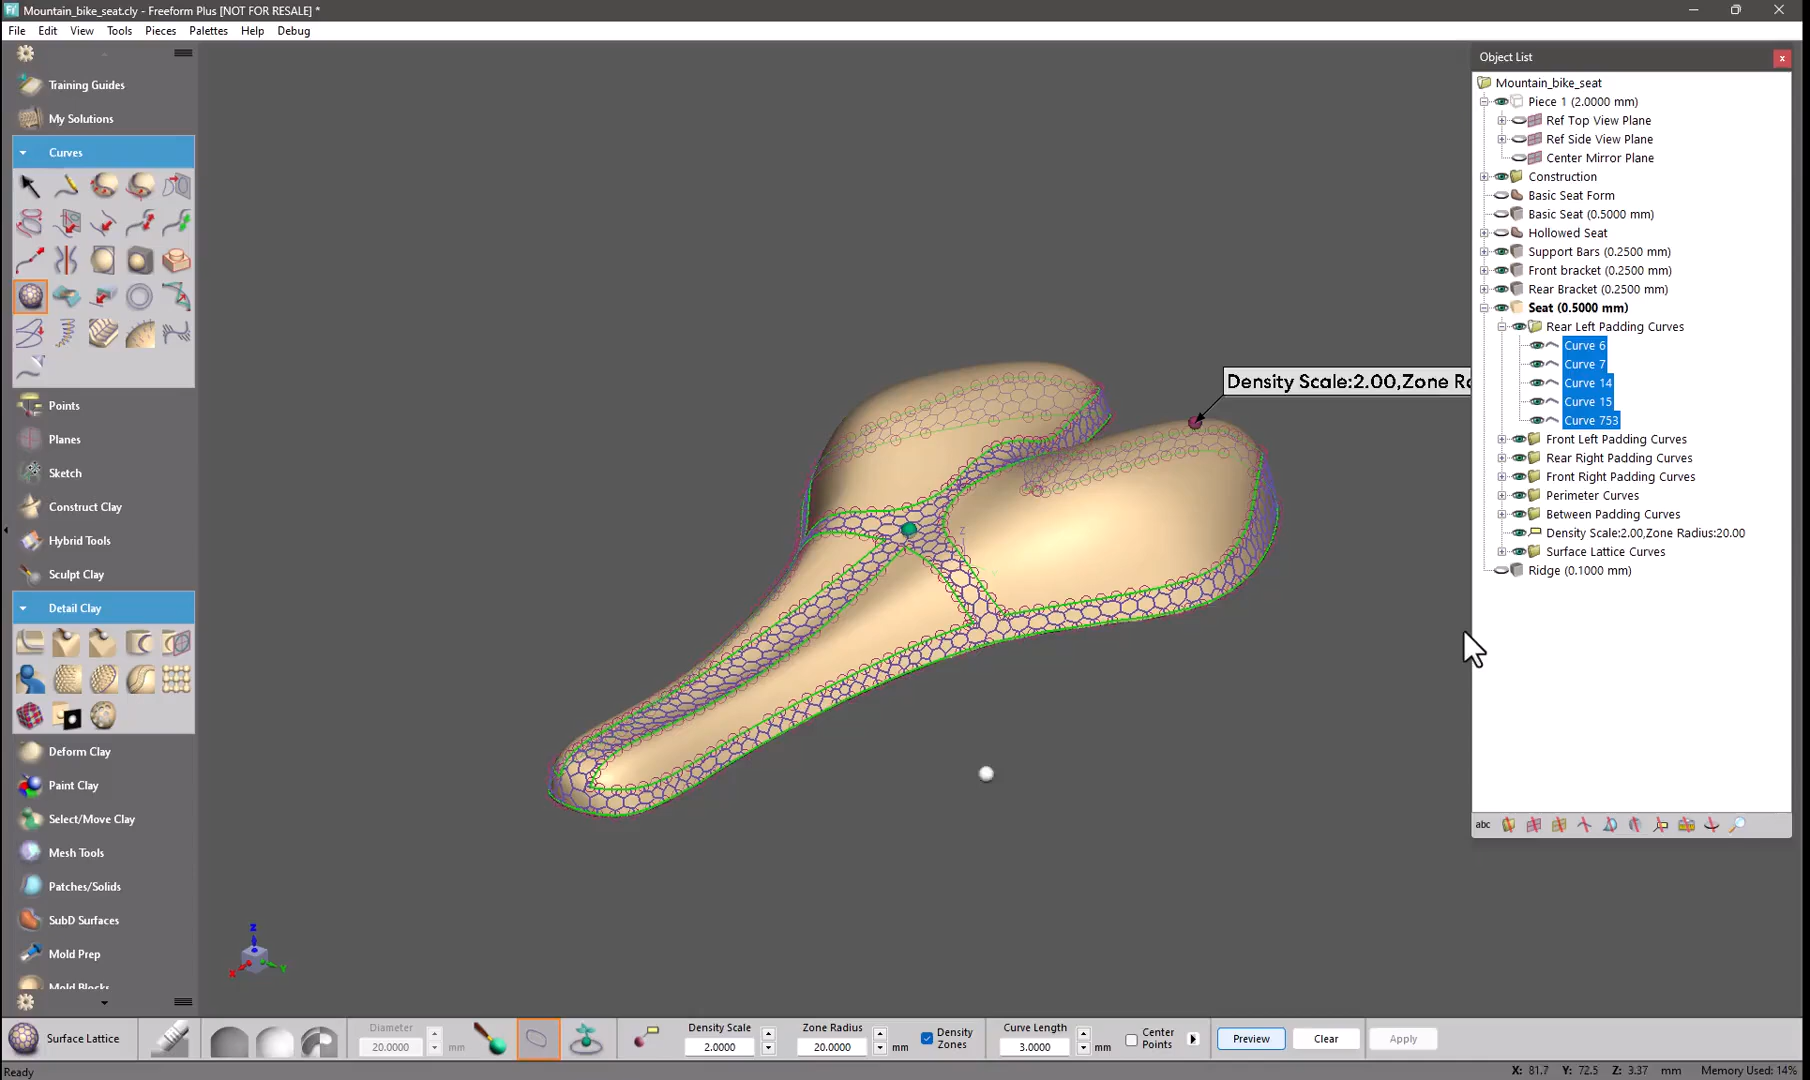 Mountain_bike_seat.cly - Freeform Plus [NOT FOR RESALE] *
File Edit View Tools Pieces Palettes Help Debug
Training Guides
My Solutions
Curves
Points
Planes
Sketch
Construct Clay
Hybrid Tools
Sculpt Clay
Detail Clay
Deform Clay
Paint Clay
Select/Move Clay
Mesh Tools
Patches/Solids
SubD Surfaces
Mold Prep
Mold Blocks
Density Scale:2.00,Zone Ra
Z
Z
X
Y
Object List
Mountain_bike_seat
Piece 1 (2.0000 mm)
Ref Top View Plane
Ref Side View Plane
Center Mirror Plane
Construction
Basic Seat Form
Basic Seat (0.5000 mm)
Hollowed Seat
Support Bars (0.2500 mm)
Front bracket (0.2500 mm)
Rear Bracket (0.2500 mm)
Seat (0.5000 mm)
Rear Left Padding Curves
Curve 6
Curve 7
Curve 14
Curve 15
Curve 753
Front Left Padding Curves
Rear Right Padding Curves
Front Right Padding Curves
Perimeter Curves
Between Padding Curves
Density Scale:2.00,Zone Radius:20.00
Surface Lattice Curves
Ridge (0.1000 mm)
abc
Surface Lattice
Diameter
20.0000 mm
Density Scale
2.0000
Zone Radius
20.0000 mm
Density Zones
Curve Length
3.0000 mm
Center Points
Preview
Clear
Apply
Ready
X: 81.7 Y: 72.5 Z: 3.37 mm Memory Used: 14%